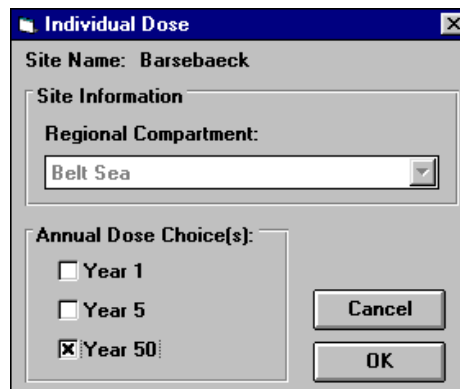 Individual Dose
Site Name: Barsebaeck
Site Information
Regional Compartment:
Belt Sea
Annual Dose Choice(s):
Year 1
Year 5
Year 50
Cancel
OK